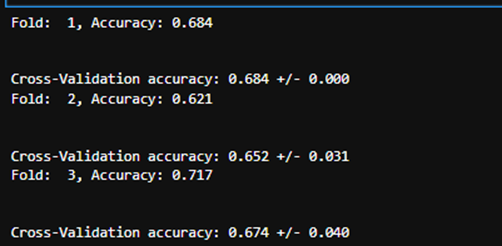 Fold:  1, Accuracy: 0.684
Cross-Validation accuracy: 0.684 +/- 0.000
Fold:  2, Accuracy: 0.621
Cross-Validation accuracy: 0.652 +/- 0.031
Fold:  3, Accuracy: 0.717
Cross-Validation accuracy: 0.674 +/- 0.040